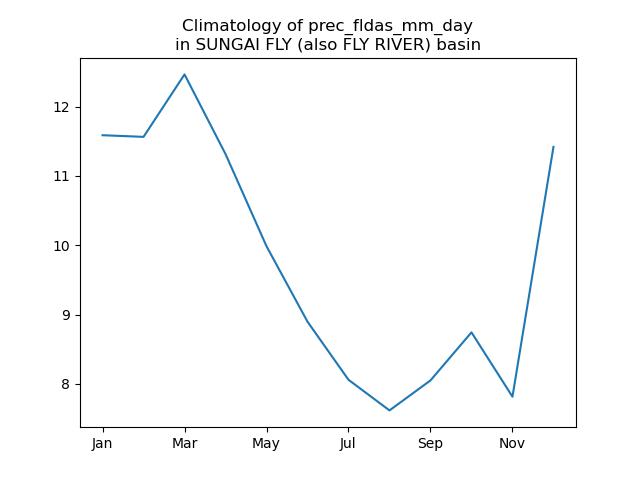 Climatology of prec_fldas_mm_day
in SUNGAI FLY (also FLY RIVER) basin
12
11
10
9
8
Jan
Mar
May
Jul
Sep
Nov